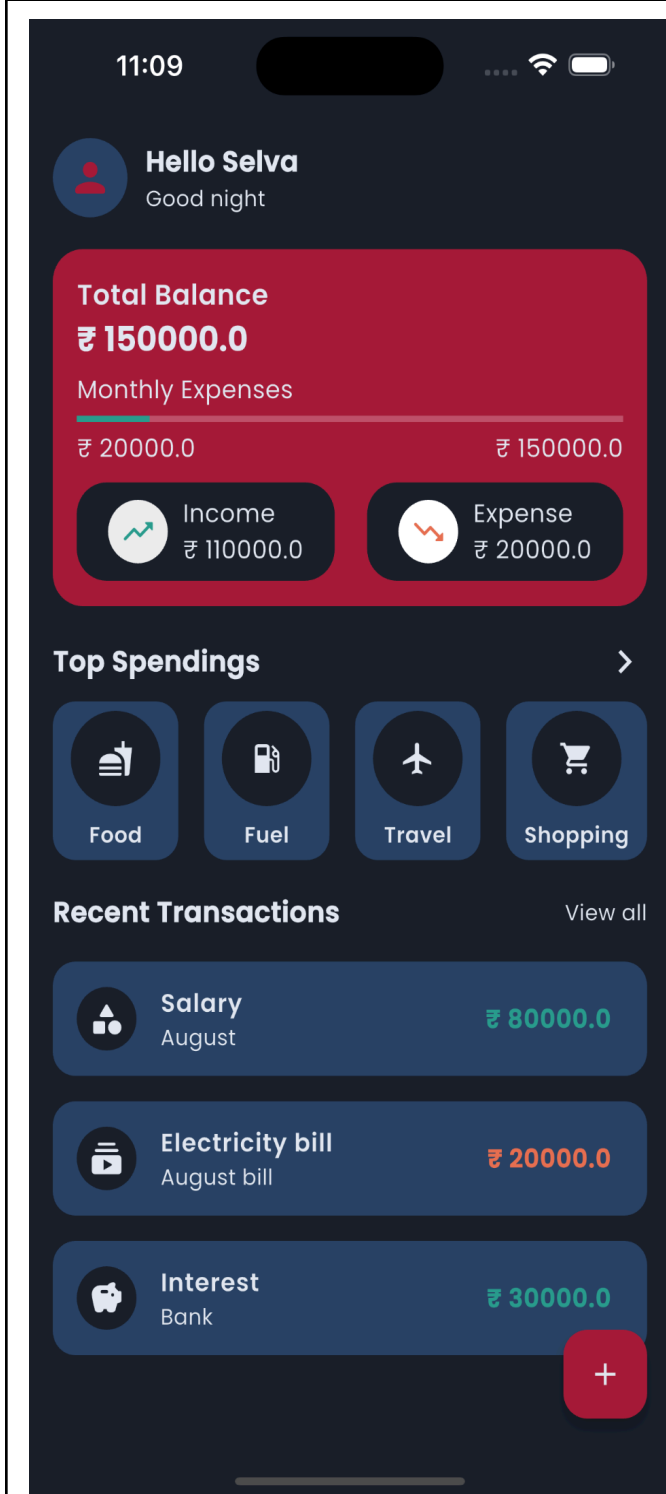 11:09
Hello Selva
Good night
Total Balance
₹ 150000.0
Monthly Expenses
₹ 20000.0 ₹ 150000.0
Income Expense
₹ 110000.0 ₹ 20000.0
Top Spendings
Food Fuel Travel Shopping
Recent Transactions View all
Salary
August
₹ 80000.0
Electricity bill
August bill
₹ 20000.0
Interest
Bank
₹ 30000.0
+